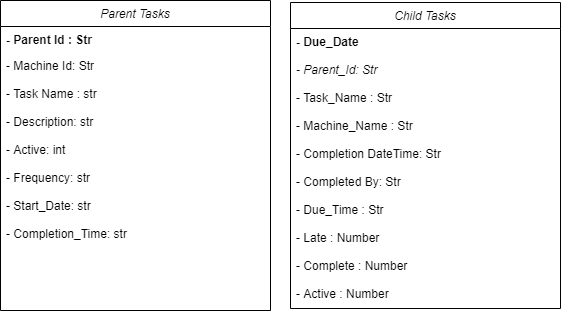 Parent Tasks
- Parent Id : Str
- Machine Id: Str
- Task Name : str
- Description: str
- Active: int
- Frequency: str
- Start_Date: str
- Completion_Time: str
Child Tasks
- Due_Date
- Parent_Id: Str
- Task_Name : Str
- Machine_Name : Str
- Completion DateTime: Str
- Completed By: Str
- Due_Time : Str
- Late : Number
- Complete : Number
- Active : Number